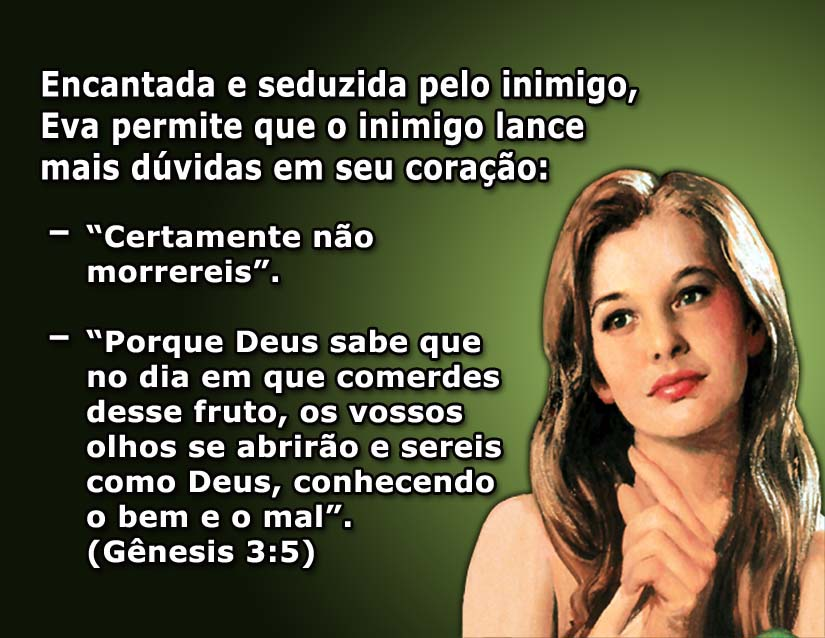 Encantada e seduzida pelo inimigo,
Eva permite que o inimigo lance
mais dúvidas em seu coração:
– “Certamente não
morrereis”.
– “Porque Deus sabe que
no dia em que comerdes
desse fruto, os vossos
olhos se abrirão e sereis
como Deus, conhecendo
o bem e o mal”.
(Gênesis 3:5)